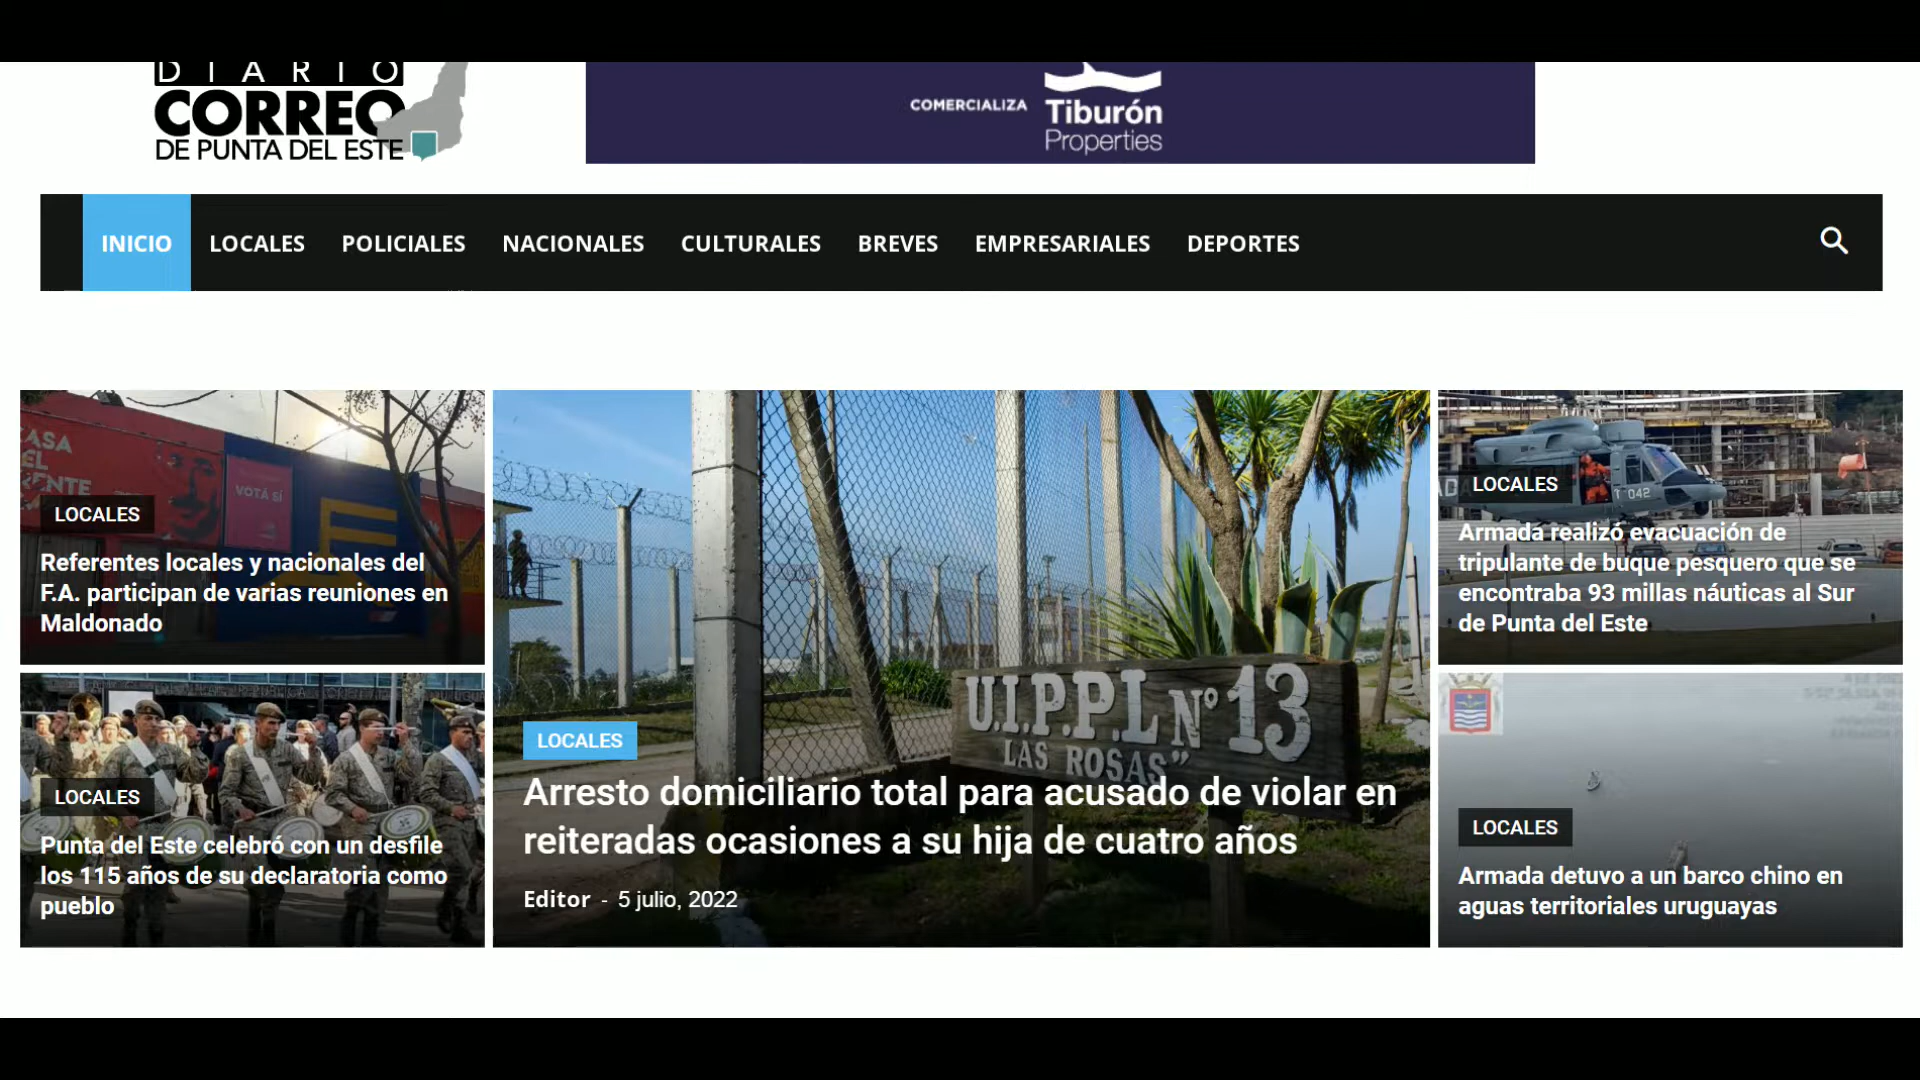 DIARIO
CORREO
DE PUNTA DEL ESTE
COMERCIALIZA
Tiburón
Properties
INICIO LOCALES POLICIALES NACIONALES CULTURALES BREVES EMPRESARIALES DEPORTES
VOTÁ SÍ
LOCALES
Referentes locales y nacionales del
F.A. participan de varias reuniones en
Maldonado
LOCALES
Punta del Este celebró con un desfile
los 115 años de su declaratoria como
pueblo
U.I.P.P.L Nº 13
LAS ROSAS”
LOCALES
Arresto domiciliario total para acusado de violar en
reiteradas ocasiones a su hija de cuatro años
Editor - 5 julio, 2022
042
LOCALES
Armada realizó evacuación de
tripulante de buque pesquero que se
encontraba 93 millas náuticas al Sur
de Punta del Este
LOCALES
Armada detuvo a un barco chino en
aguas territoriales uruguayas